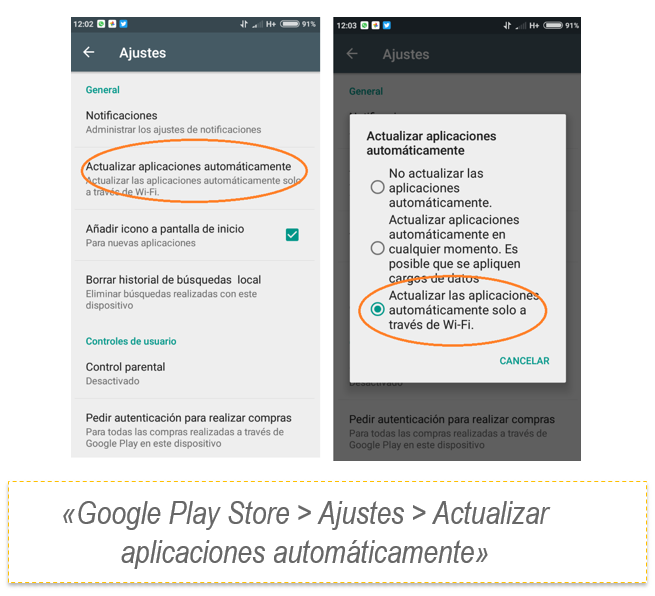 12:02
H+
91%
Ajustes
General
Notificaciones
Administrar los ajustes de notificaciones
Actualizar aplicaciones automáticamente
Actualizar las aplicaciones automáticamente solo
a través de Wi-Fi.
Añadir icono a pantalla de inicio
Para nuevas aplicaciones
Borrar historial de búsquedas local
Eliminar búsquedas realizadas con este
dispositivo
Controles de usuario
Control parental
Desactivado
Pedir autenticación para realizar compras
Para todas las compras realizadas a través de
Google Play en este dispositivo
12:03
H+
91%
Ajustes
General
Actualizar aplicaciones
automáticamente
No actualizar las
aplicaciones
automáticamente.
Actualizar aplicaciones
automáticamente en
cualquier momento. Es
posible que se apliquen
cargos de datos
Actualizar las aplicaciones
automáticamente solo a
través de Wi-Fi.
CANCELAR
Desactivado
Pedir autenticación para realizar compras
Para todas las compras realizadas a través de
Google Play en este dispositivo
«Google Play Store > Ajustes > Actualizar
aplicaciones automáticamente»